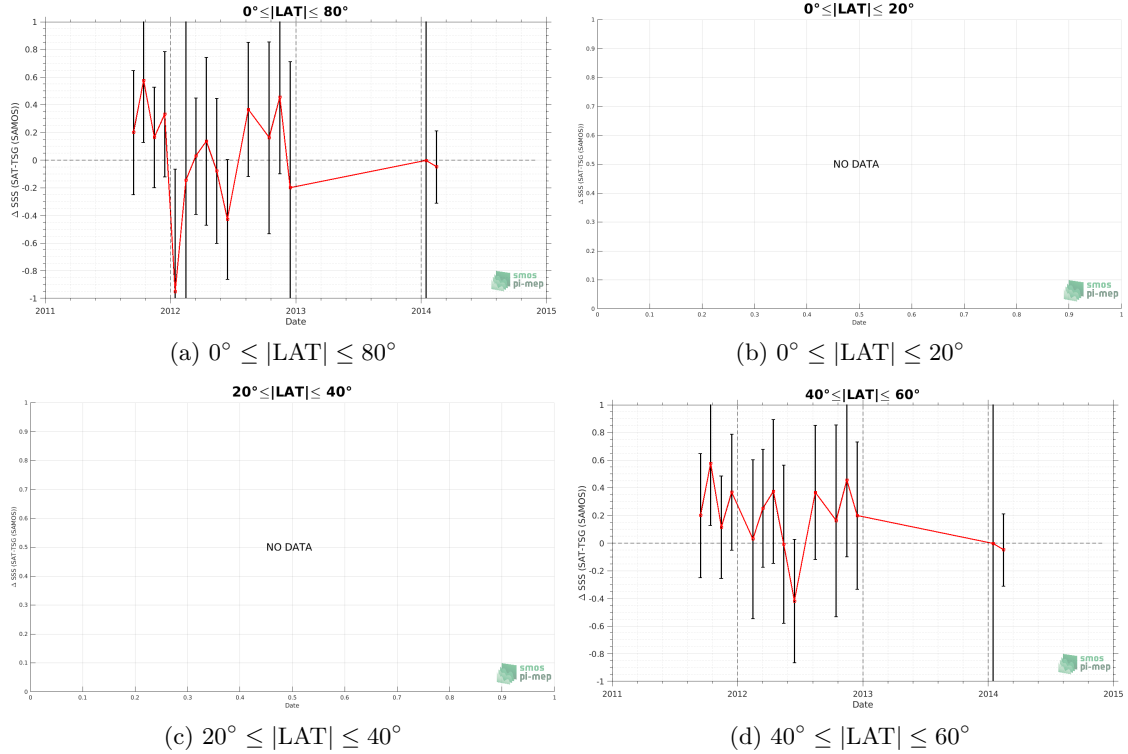 0°≤|LAT|≤ 80°
1
0.8
0.6
0.4
0.2
0
-0.2
-0.4
-0.6
-0.8
-1
Δ SSS (SAT-TSG (SAMOS))
2011 2012 2013 2014 2015
Date
smos
pi-mep
(a) 0° ≤ |LAT| ≤ 80°
0°≤|LAT|≤ 20°
1
0.9
0.8
0.7
0.6
0.5
0.4
0.3
0.2
0.1
0
Δ SSS (SAT-TSG (SAMOS))
NO DATA
0 0.1 0.2 0.3 0.4 0.5 0.6 0.7 0.8 0.9 1
Date
smos
pi-mep
(b) 0° ≤ |LAT| ≤ 20°
20°≤|LAT|≤ 40°
1
0.9
0.8
0.7
0.6
0.5
0.4
0.3
0.2
0.1
0
Δ SSS (SAT-TSG (SAMOS))
NO DATA
0 0.1 0.2 0.3 0.4 0.5 0.6 0.7 0.8 0.9 1
Date
smos
pi-mep
(c) 20° ≤ |LAT| ≤ 40°
40°≤|LAT|≤ 60°
1
0.8
0.6
0.4
0.2
0
-0.2
-0.4
-0.6
-0.8
-1
Δ SSS (SAT-TSG (SAMOS))
2011 2012 2013 2014 2015
Date
smos
pi-mep
(d) 40° ≤ |LAT| ≤ 60°